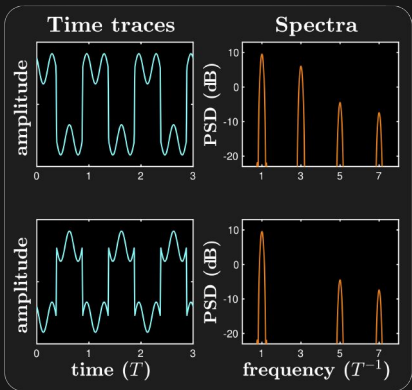 Time traces
Spectra
amplitude
0 1 2 3
PSD (dB)
10
0
-10
-20
1 3 5 7
amplitude
0 1 2 3
time (T)
PSD (dB)
10
0
-10
-20
1 3 5 7
frequency (T⁻¹)